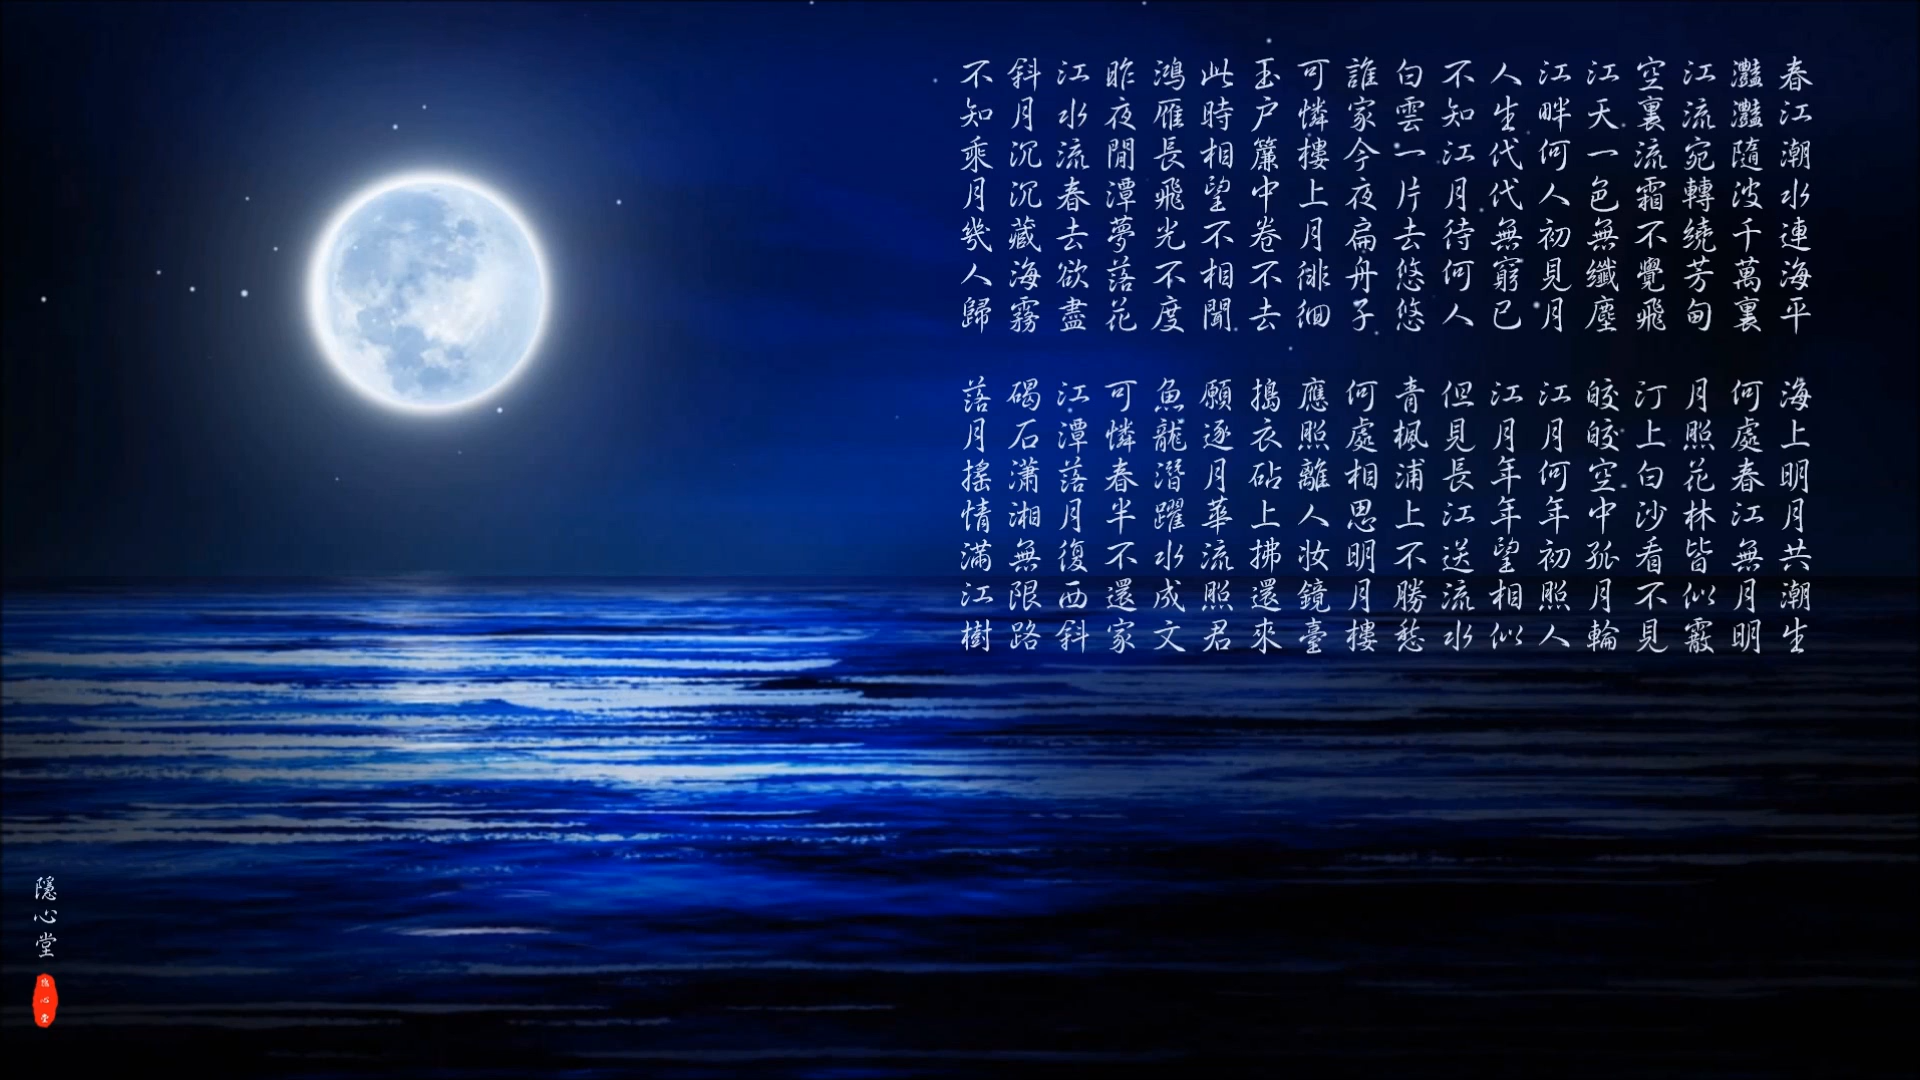 春江潮水連海平
海上明月共潮生
灩灩隨波千萬裏
何處春江無月明
江流宛轉繞芳甸
月照花林皆似霰
空裏流霜不覺飛
汀上白沙看不見
江天一色無纖塵
皎皎空中孤月輪
江畔何人初見月
江月何年初照人
人生代代無窮已
江月年年望相似
不知江月待何人
但見長江送流水
白雲一片去悠悠
青楓浦上不勝愁
誰家今夜扁舟子
何處相思明月樓
可憐樓上月徘徊
應照離人妝鏡臺
玉户簾中卷不去
搗衣砧上拂還來
此時相望不相聞
願逐月華流照君
鴻雁長飛光不度
魚龍潛躍水成文
昨夜閒潭夢落花
可憐春半不還家
江水流春去欲盡
江潭落月復西斜
斜月沉沉藏海霧
碣石瀟湘無限路
不知乘月幾人歸
落月搖情滿江樹
隱心堂
隱心堂